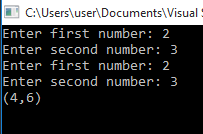 C:\Users\user\Documents\Visual S
Enter first number: 2
Enter second number: 3
Enter first number: 2
Enter second number: 3
(4,6)